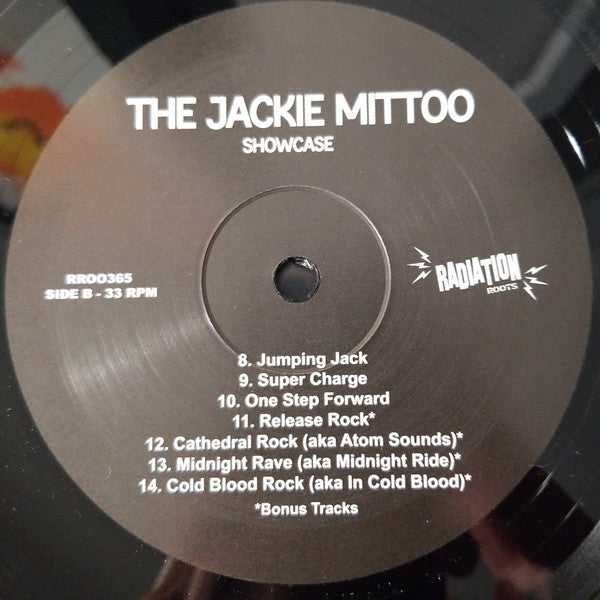 THE JACKIE MITTOO
SHOWCASE
RROO365
SIDE B - 33 RPM
RADIATION
ROOTS
8. Jumping Jack
9. Super Charge
10. One Step Forward
11. Release Rock*
12. Cathedral Rock (aka Atom Sounds)*
13. Midnight Rave (aka Midnight Ride)*
14. Cold Blood Rock (aka In Cold Blood)*
*Bonus Tracks